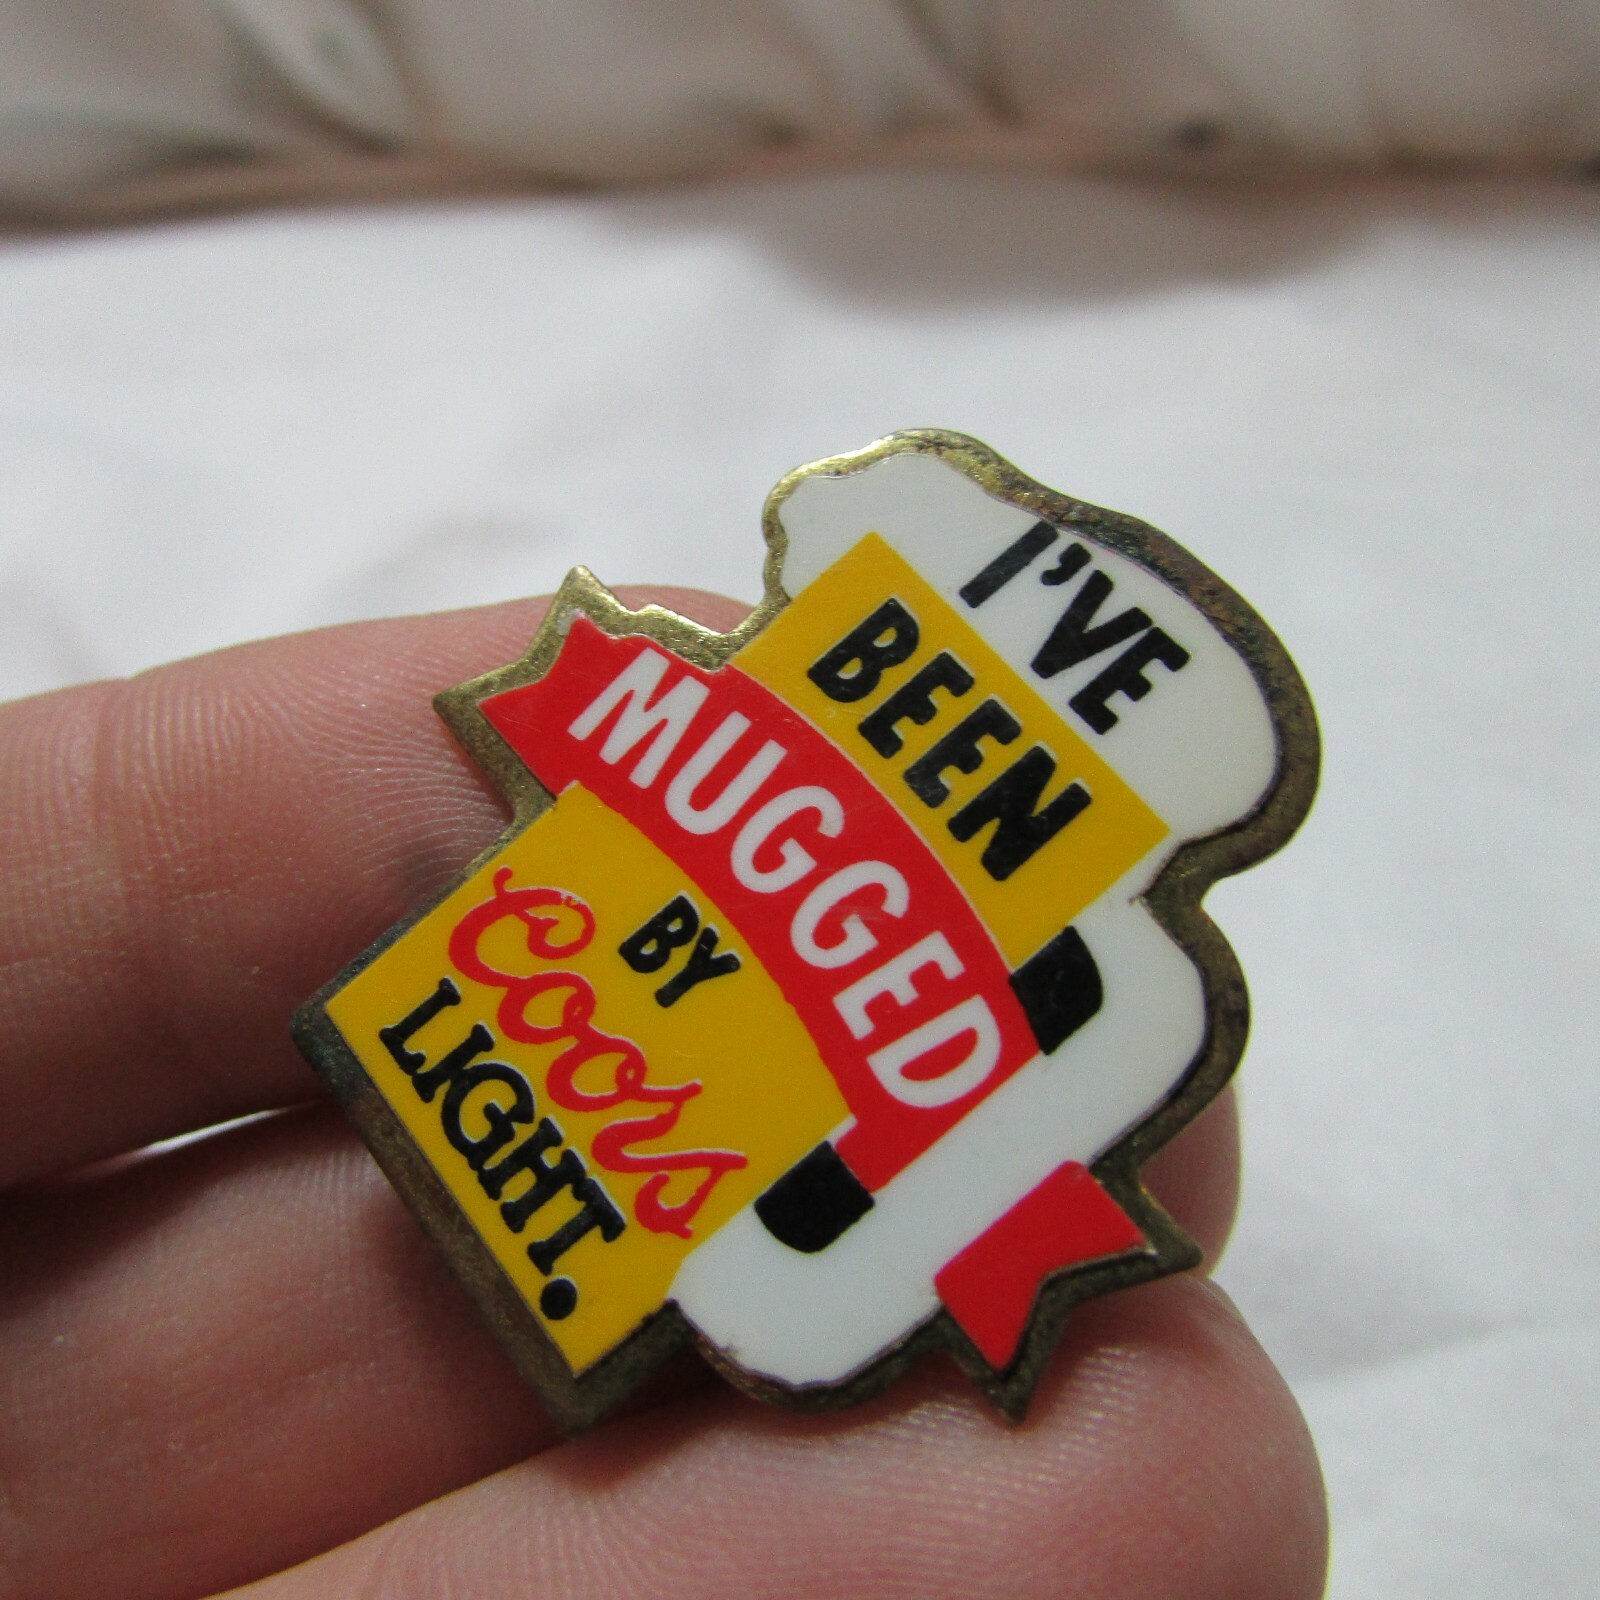 I'VE
BEEN
MUGGED
BY
Coors
LIGHT.